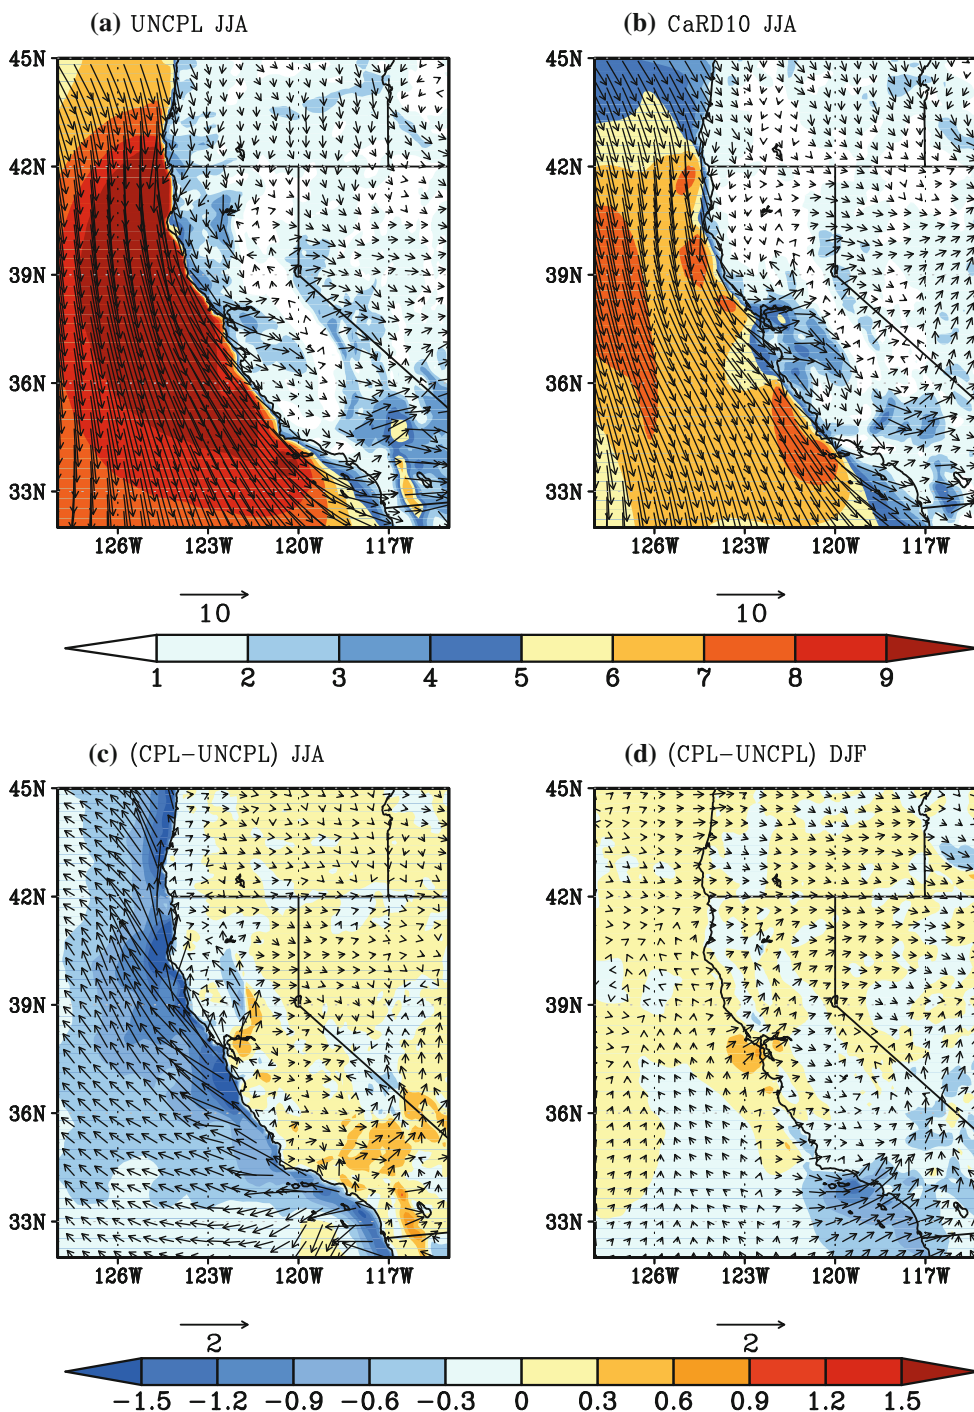 (a) UNCPL JJA
(b) CaRD10 JJA
45N
42N
39N
36N
33N
126W 123W 120W 117W
45N
42N
39N
36N
33N
126W 123W 120W 117W
10
10
1 2 3 4 5 6 7 8 9
(c) (CPL−UNCPL) JJA
(d) (CPL−UNCPL) DJF
45N
42N
39N
36N
33N
126W 123W 120W 117W
45N
42N
39N
36N
33N
126W 123W 120W 117W
2
2
−1.5 −1.2 −0.9 −0.6 −0.3 0 0.3 0.6 0.9 1.2 1.5